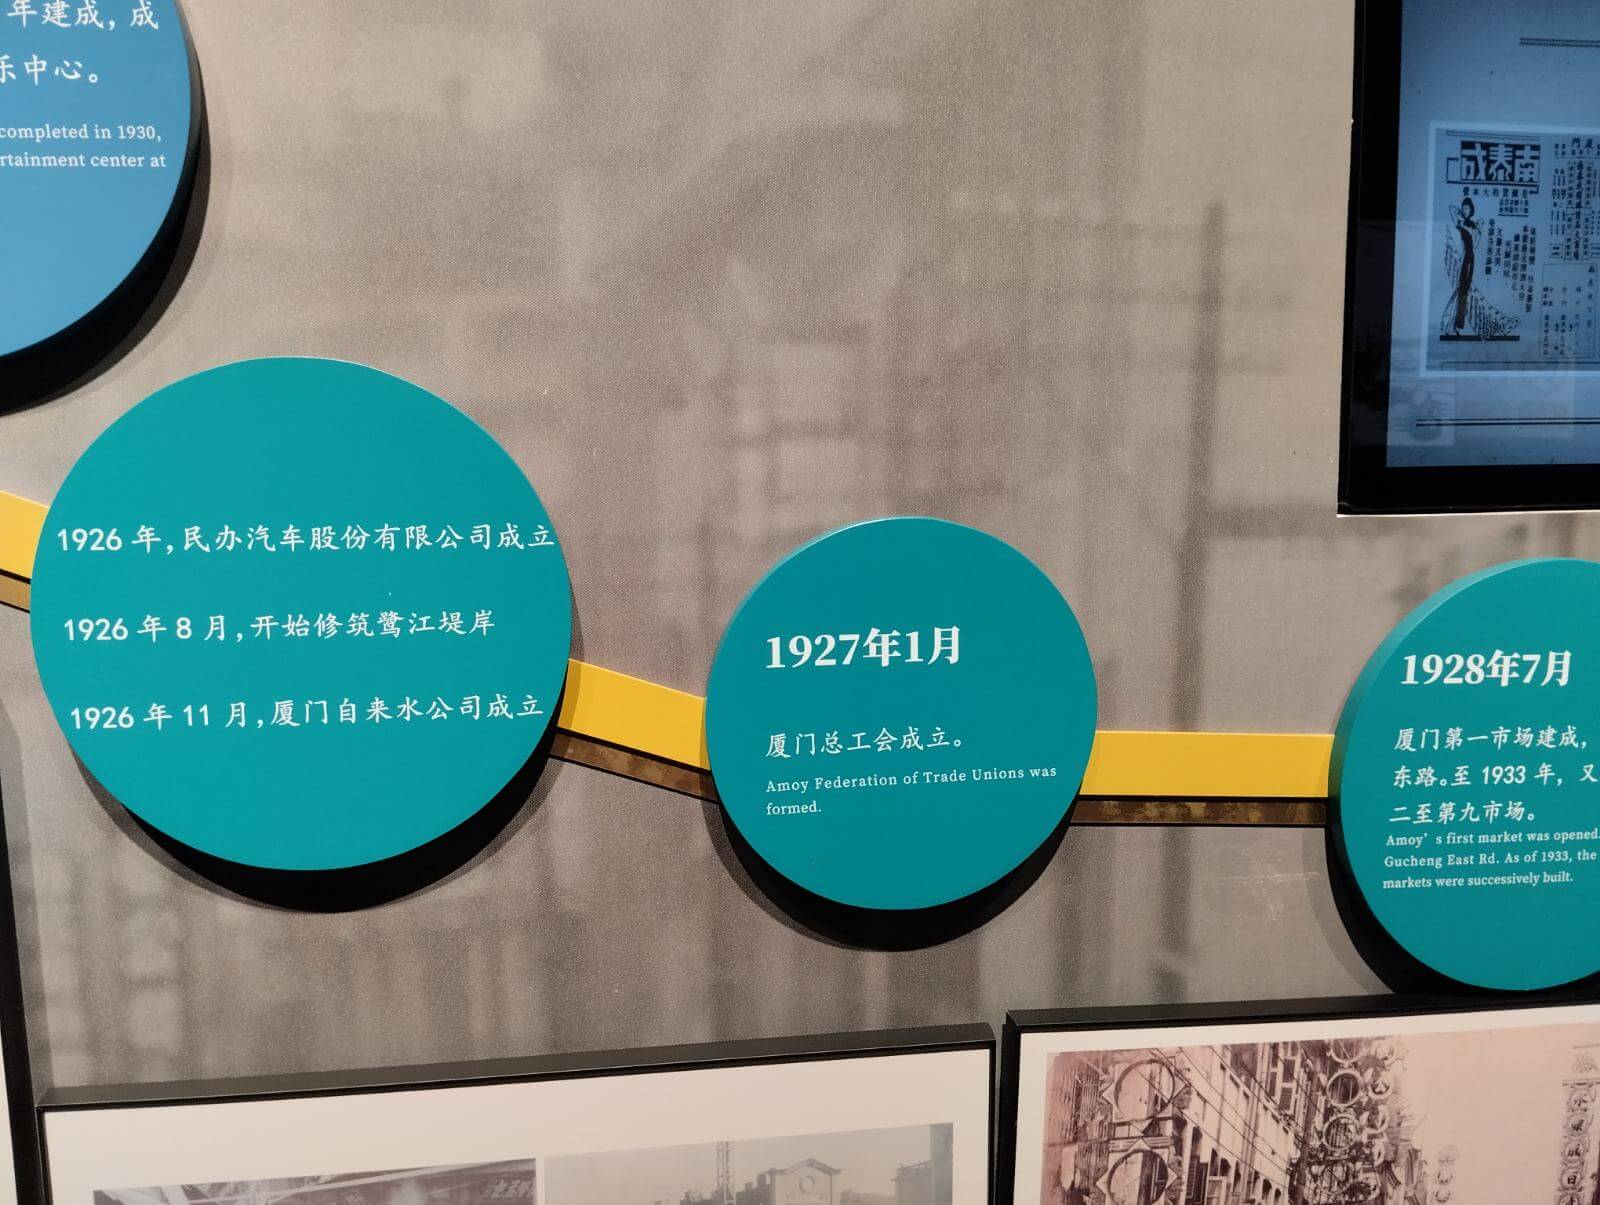 年建成，成
乐中心。
completed in 1930,
rtainment center at
1926 年，民办汽车股份有限公司成立
1926 年 8 月，开始修筑鹭江堤岸
1926 年 11 月，厦门自来水公司成立
1927年1月
厦门总工会成立。
Amoy Federation of Trade Unions was
formed.
1928年7月
厦门第一市场建成，
东路。至 1933 年，又
二至第九市场。
Amoy’s first market was opened.
Gucheng East Rd. As of 1933, the
markets were successively built.
南泰成